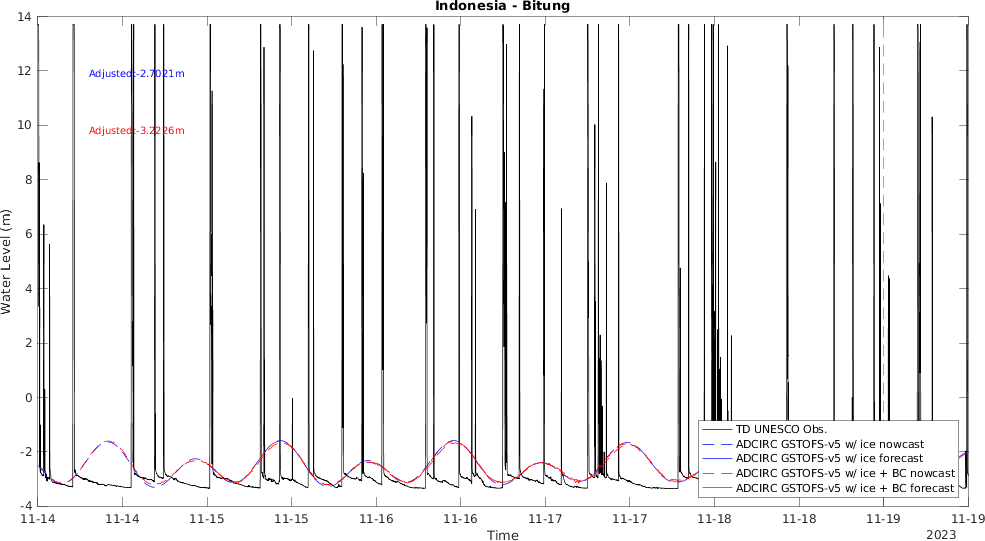 Indonesia - Bitung
14
12
10
8
6
4
2
0
-2
-4
Water Level (m)
Adjusted:-2.7021m
Adjusted:-3.2226m
TD UNESCO Obs.
ADCIRC GSTOFS-v5 w/ ice nowcast
ADCIRC GSTOFS-v5 w/ ice forecast
ADCIRC GSTOFS-v5 w/ ice + BC nowcast
ADCIRC GSTOFS-v5 w/ ice + BC forecast
11-14 11-14 11-15 11-15 11-16 11-16 11-17 11-17 11-18 11-18 11-19 11-19
Time
2023